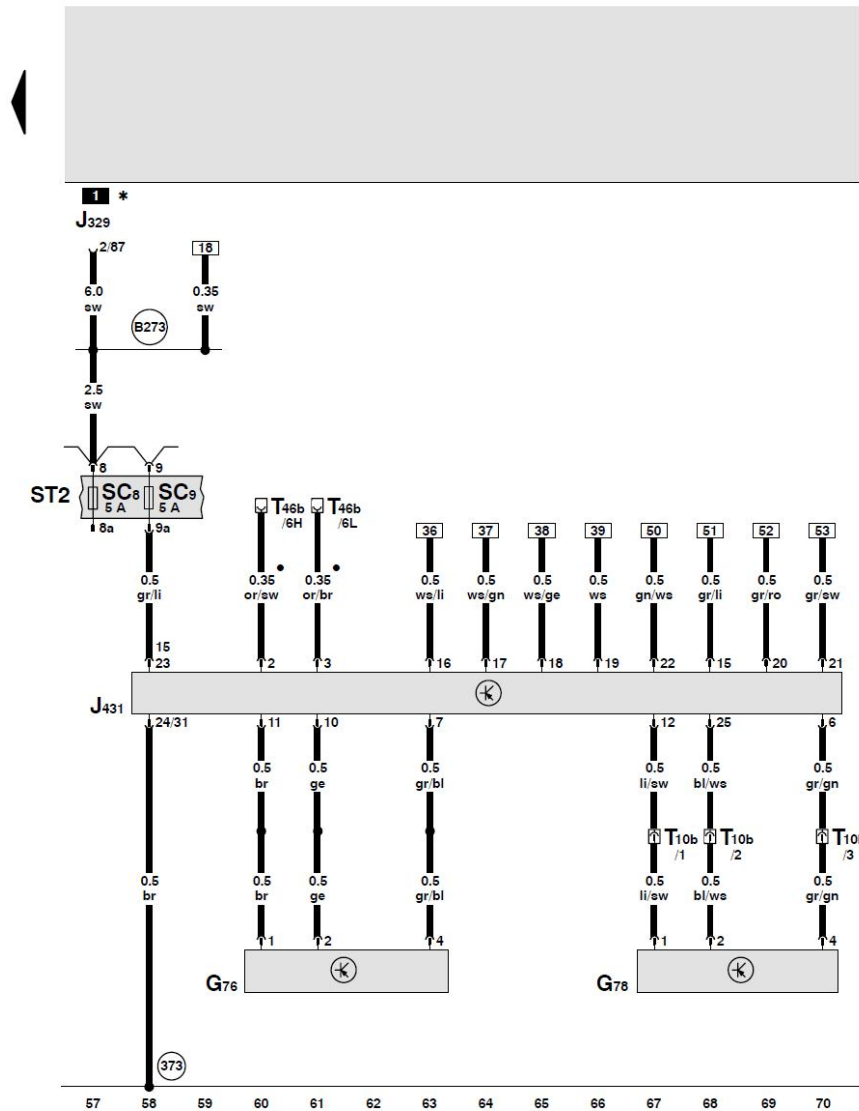 1 *
J329
2/87 18
6.0 0.35
sw sw
B273
2.5
sw
8 9
ST2 SC8 SC9
5 A 5 A
8a 9a
T46b T46b
/6H /6L
36 37 38 39 50 51 52 53
0.5 0.35 0.35 0.5 0.5 0.5 0.5 0.5 0.5 0.5 0.5
gr/li or/sw or/br ws/li ws/gn ws/ge ws gn/ws gr/li gr/ro gr/sw
15
23 2 3 16 17 18 19 22 15 20 21
J431
24/31 11 10 7 12 25 6
0.5 0.5 0.5 0.5 0.5 0.5
br ge gr/bl li/sw bl/ws gr/gn
T10b T10b T10
/1 /2 /3
0.5 0.5 0.5 0.5 0.5 0.5 0.5
br br ge gr/bl li/sw bl/ws gr/gn
1 2 4 1 2 4
G76 G78
373
57 58 59 60 61 62 63 64 65 66 67 68 69 70